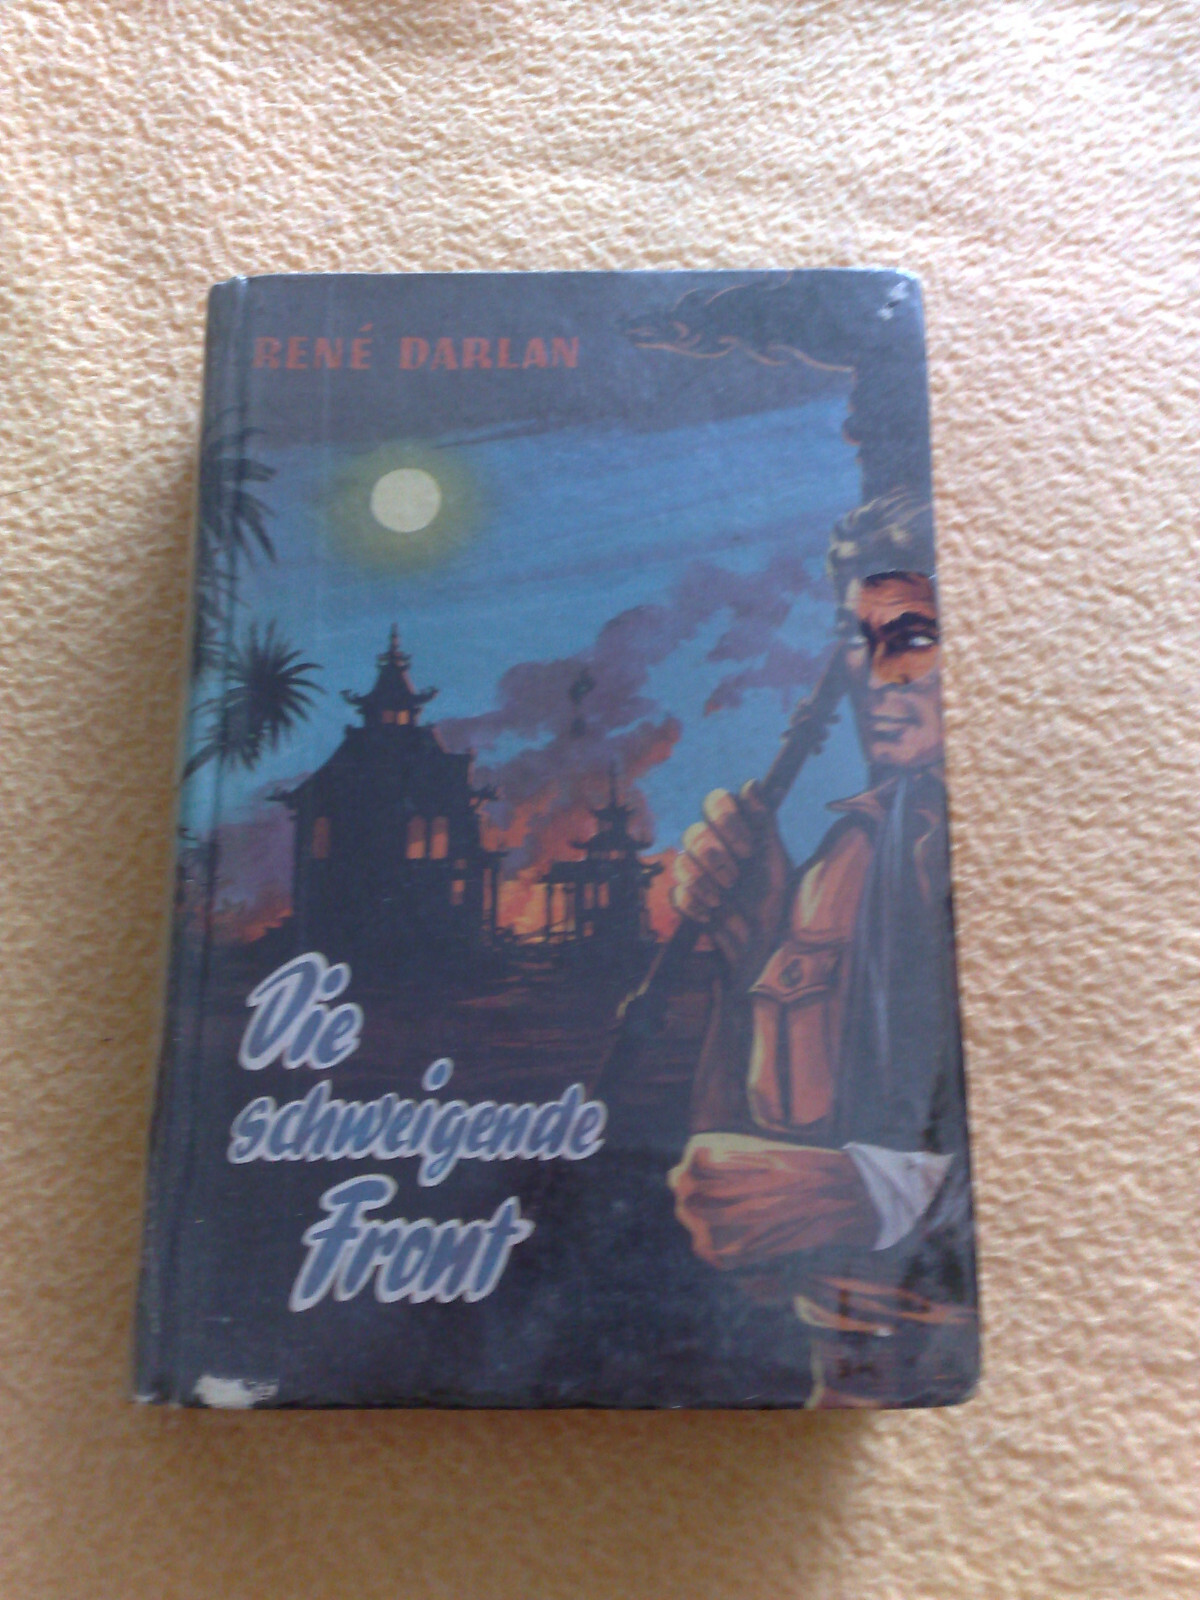 RENÉ DARLAN
Die
schweigende
Front